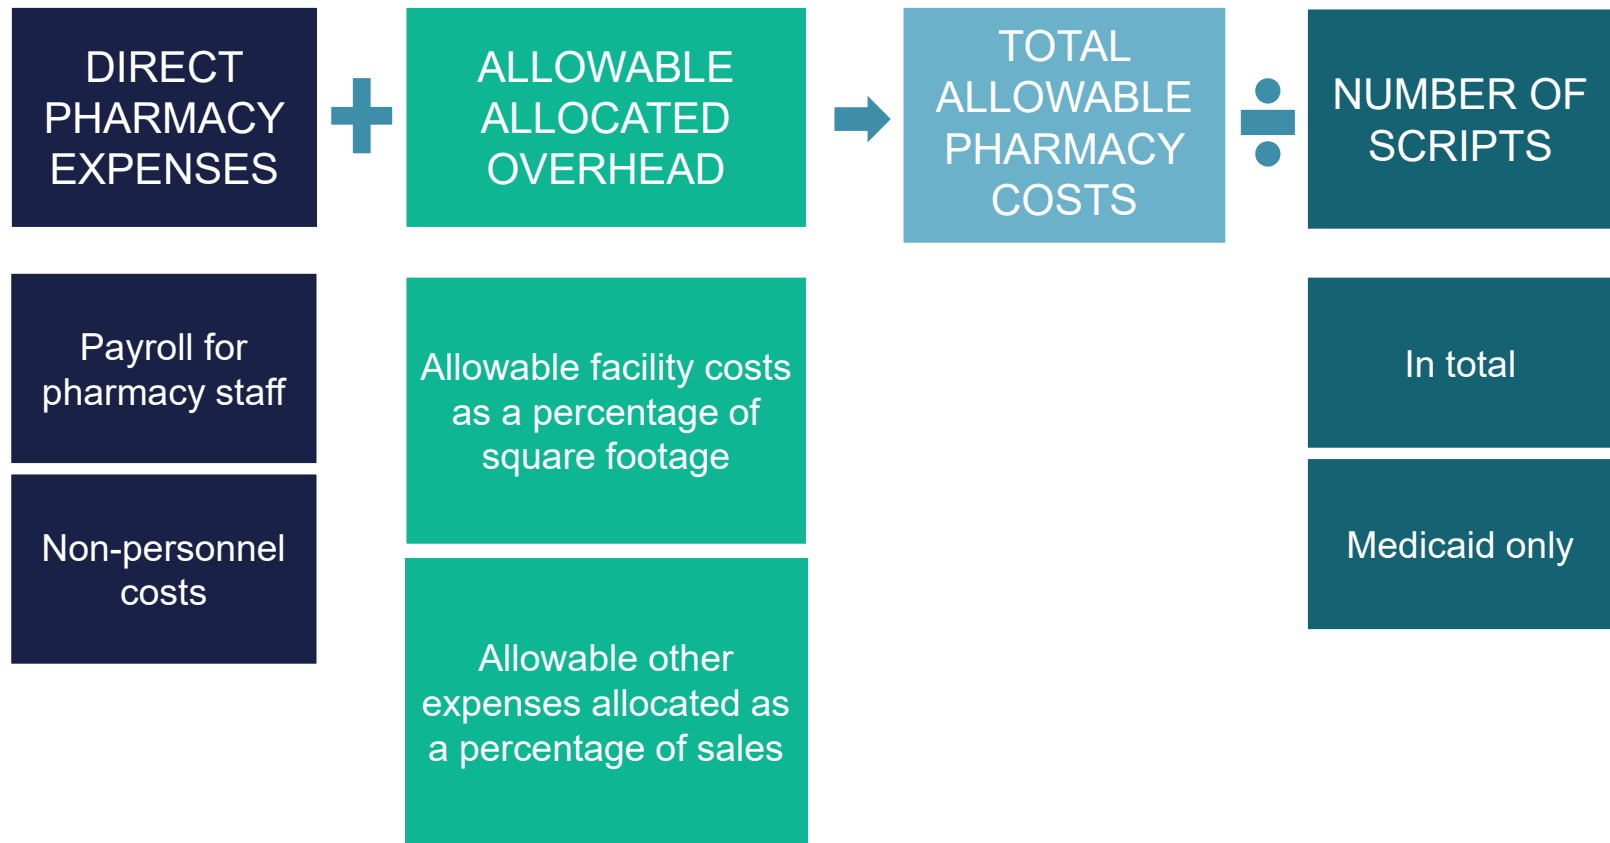 DIRECT
PHARMACY
EXPENSES
ALLOWABLE
ALLOCATED
OVERHEAD
TOTAL
ALLOWABLE
PHARMACY
COSTS
NUMBER OF
SCRIPTS
Payroll for
pharmacy staff
Non-personnel
costs
Allowable facility costs
as a percentage of
square footage
Allowable other
expenses allocated as
a percentage of sales
In total
Medicaid only